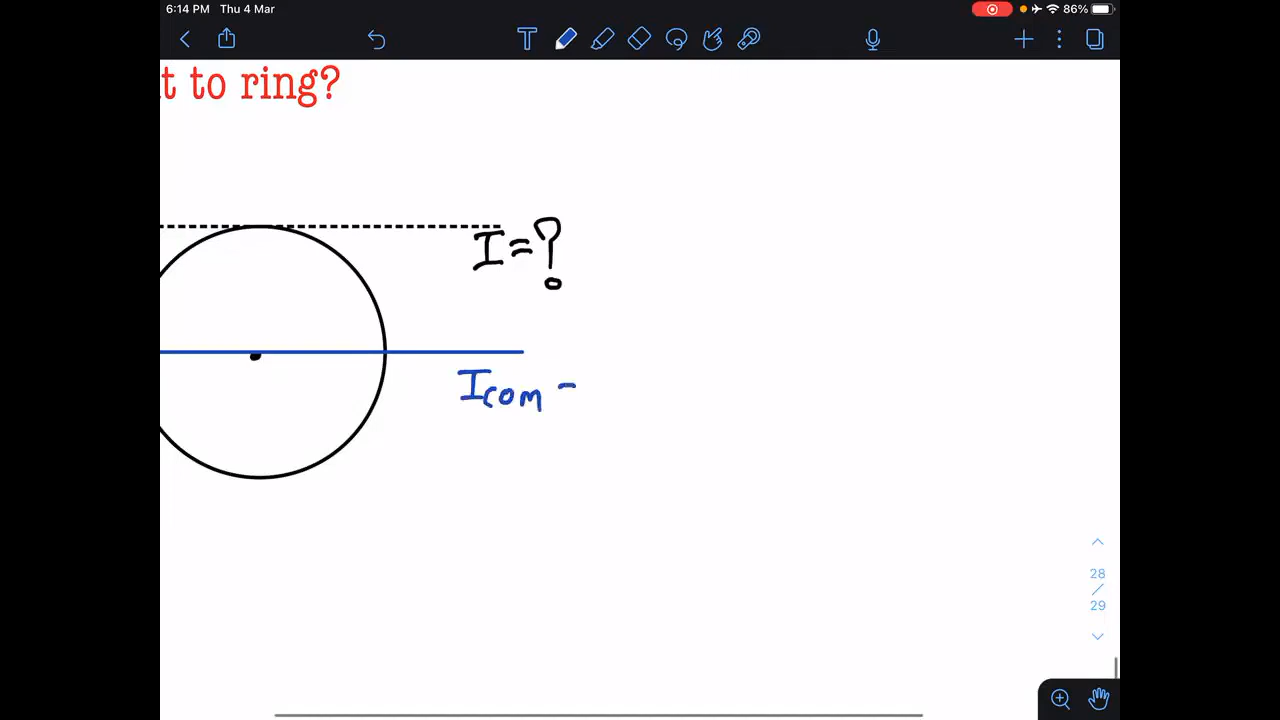 6:14 PM Thu 4 Mar
86%
T
t to ring?
I = ?
Icom -
28
/
29